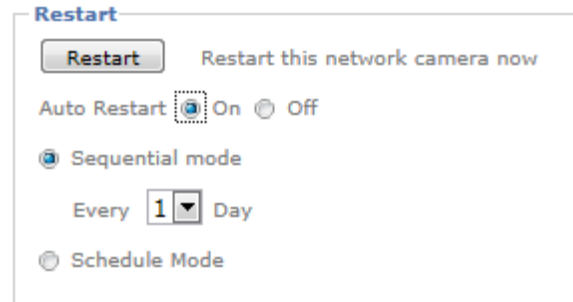 Restart
Restart Restart this network camera now
Auto Restart On Off
Sequential mode
Every 1 Day
Schedule Mode